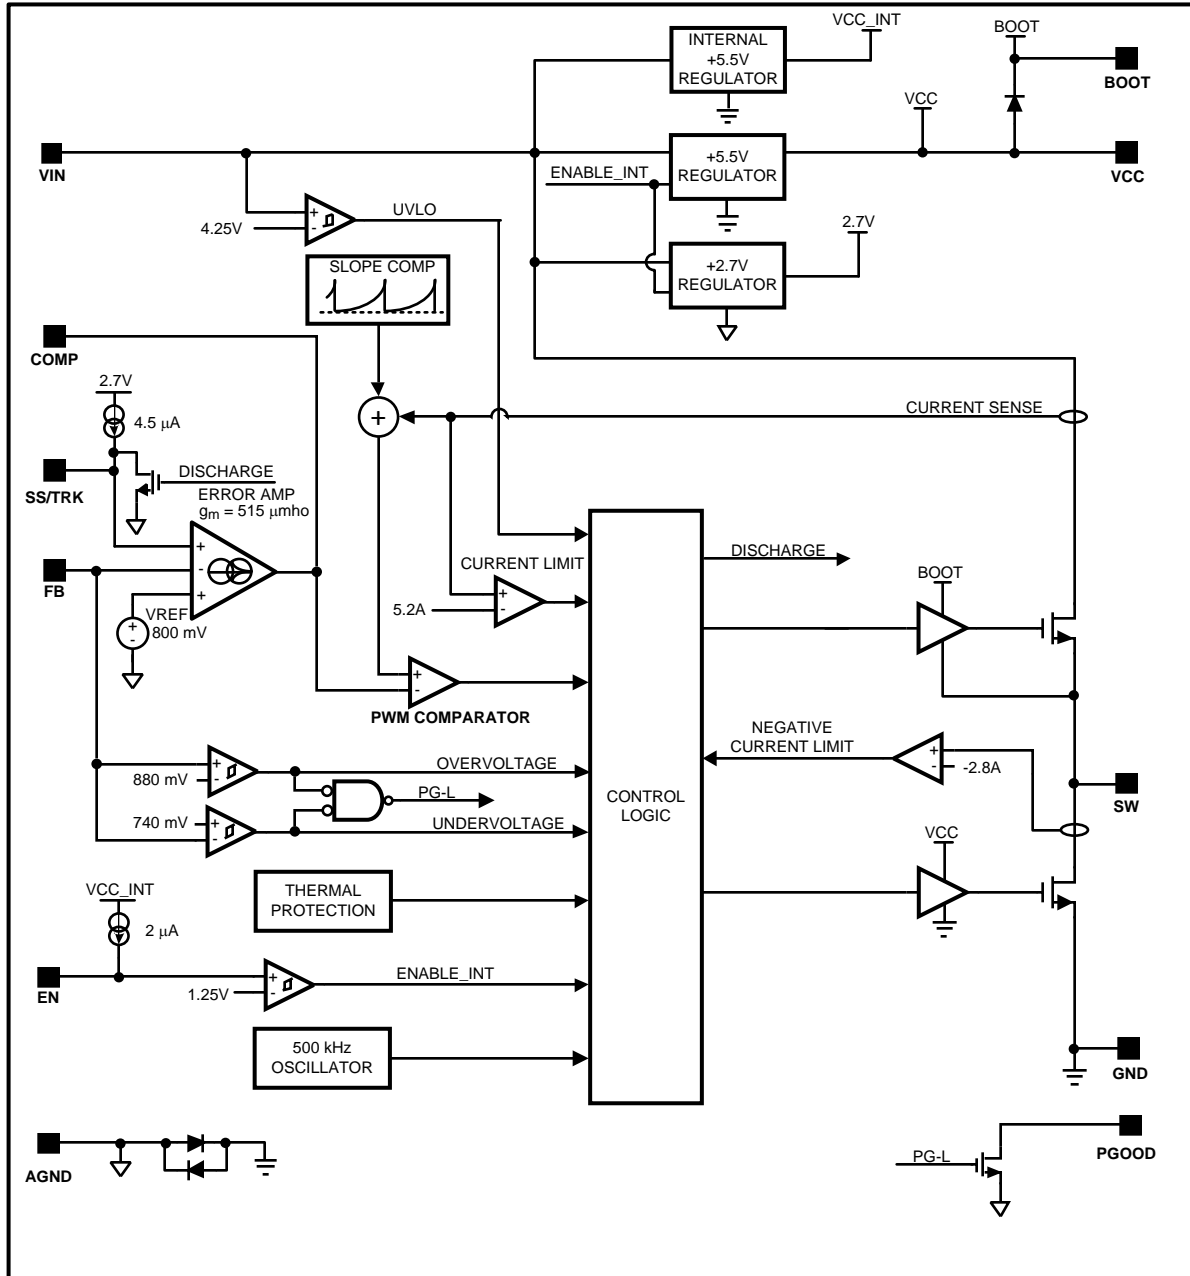 VCC_INT
BOOT
INTERNAL
+5.5V
REGULATOR
BOOT
VCC
VIN
ENABLE_INT
+5.5V
REGULATOR
VCC
+
-
UVLO
4.25V
2.7V
SLOPE COMP
+2.7V
REGULATOR
COMP
2.7V
4.5 μA
+
CURRENT SENSE
SS/TRK
DISCHARGE
ERROR AMP
gm = 515 μmho
+
-
+
FB
VREF
800 mV
+
-
CURRENT LIMIT
+
-
5.2A
DISCHARGE
BOOT
+
-
PWM COMPARATOR
NEGATIVE
CURRENT LIMIT
+
-
-2.8A
SW
+
-
880 mV
OVERVOLTAGE
PG-L
CONTROL
LOGIC
740 mV
+
-
UNDERVOLTAGE
VCC
THERMAL
PROTECTION
VCC_INT
2 μA
EN
+
-
1.25V
ENABLE_INT
500 kHz
OSCILLATOR
GND
AGND
PG-L
PGOOD